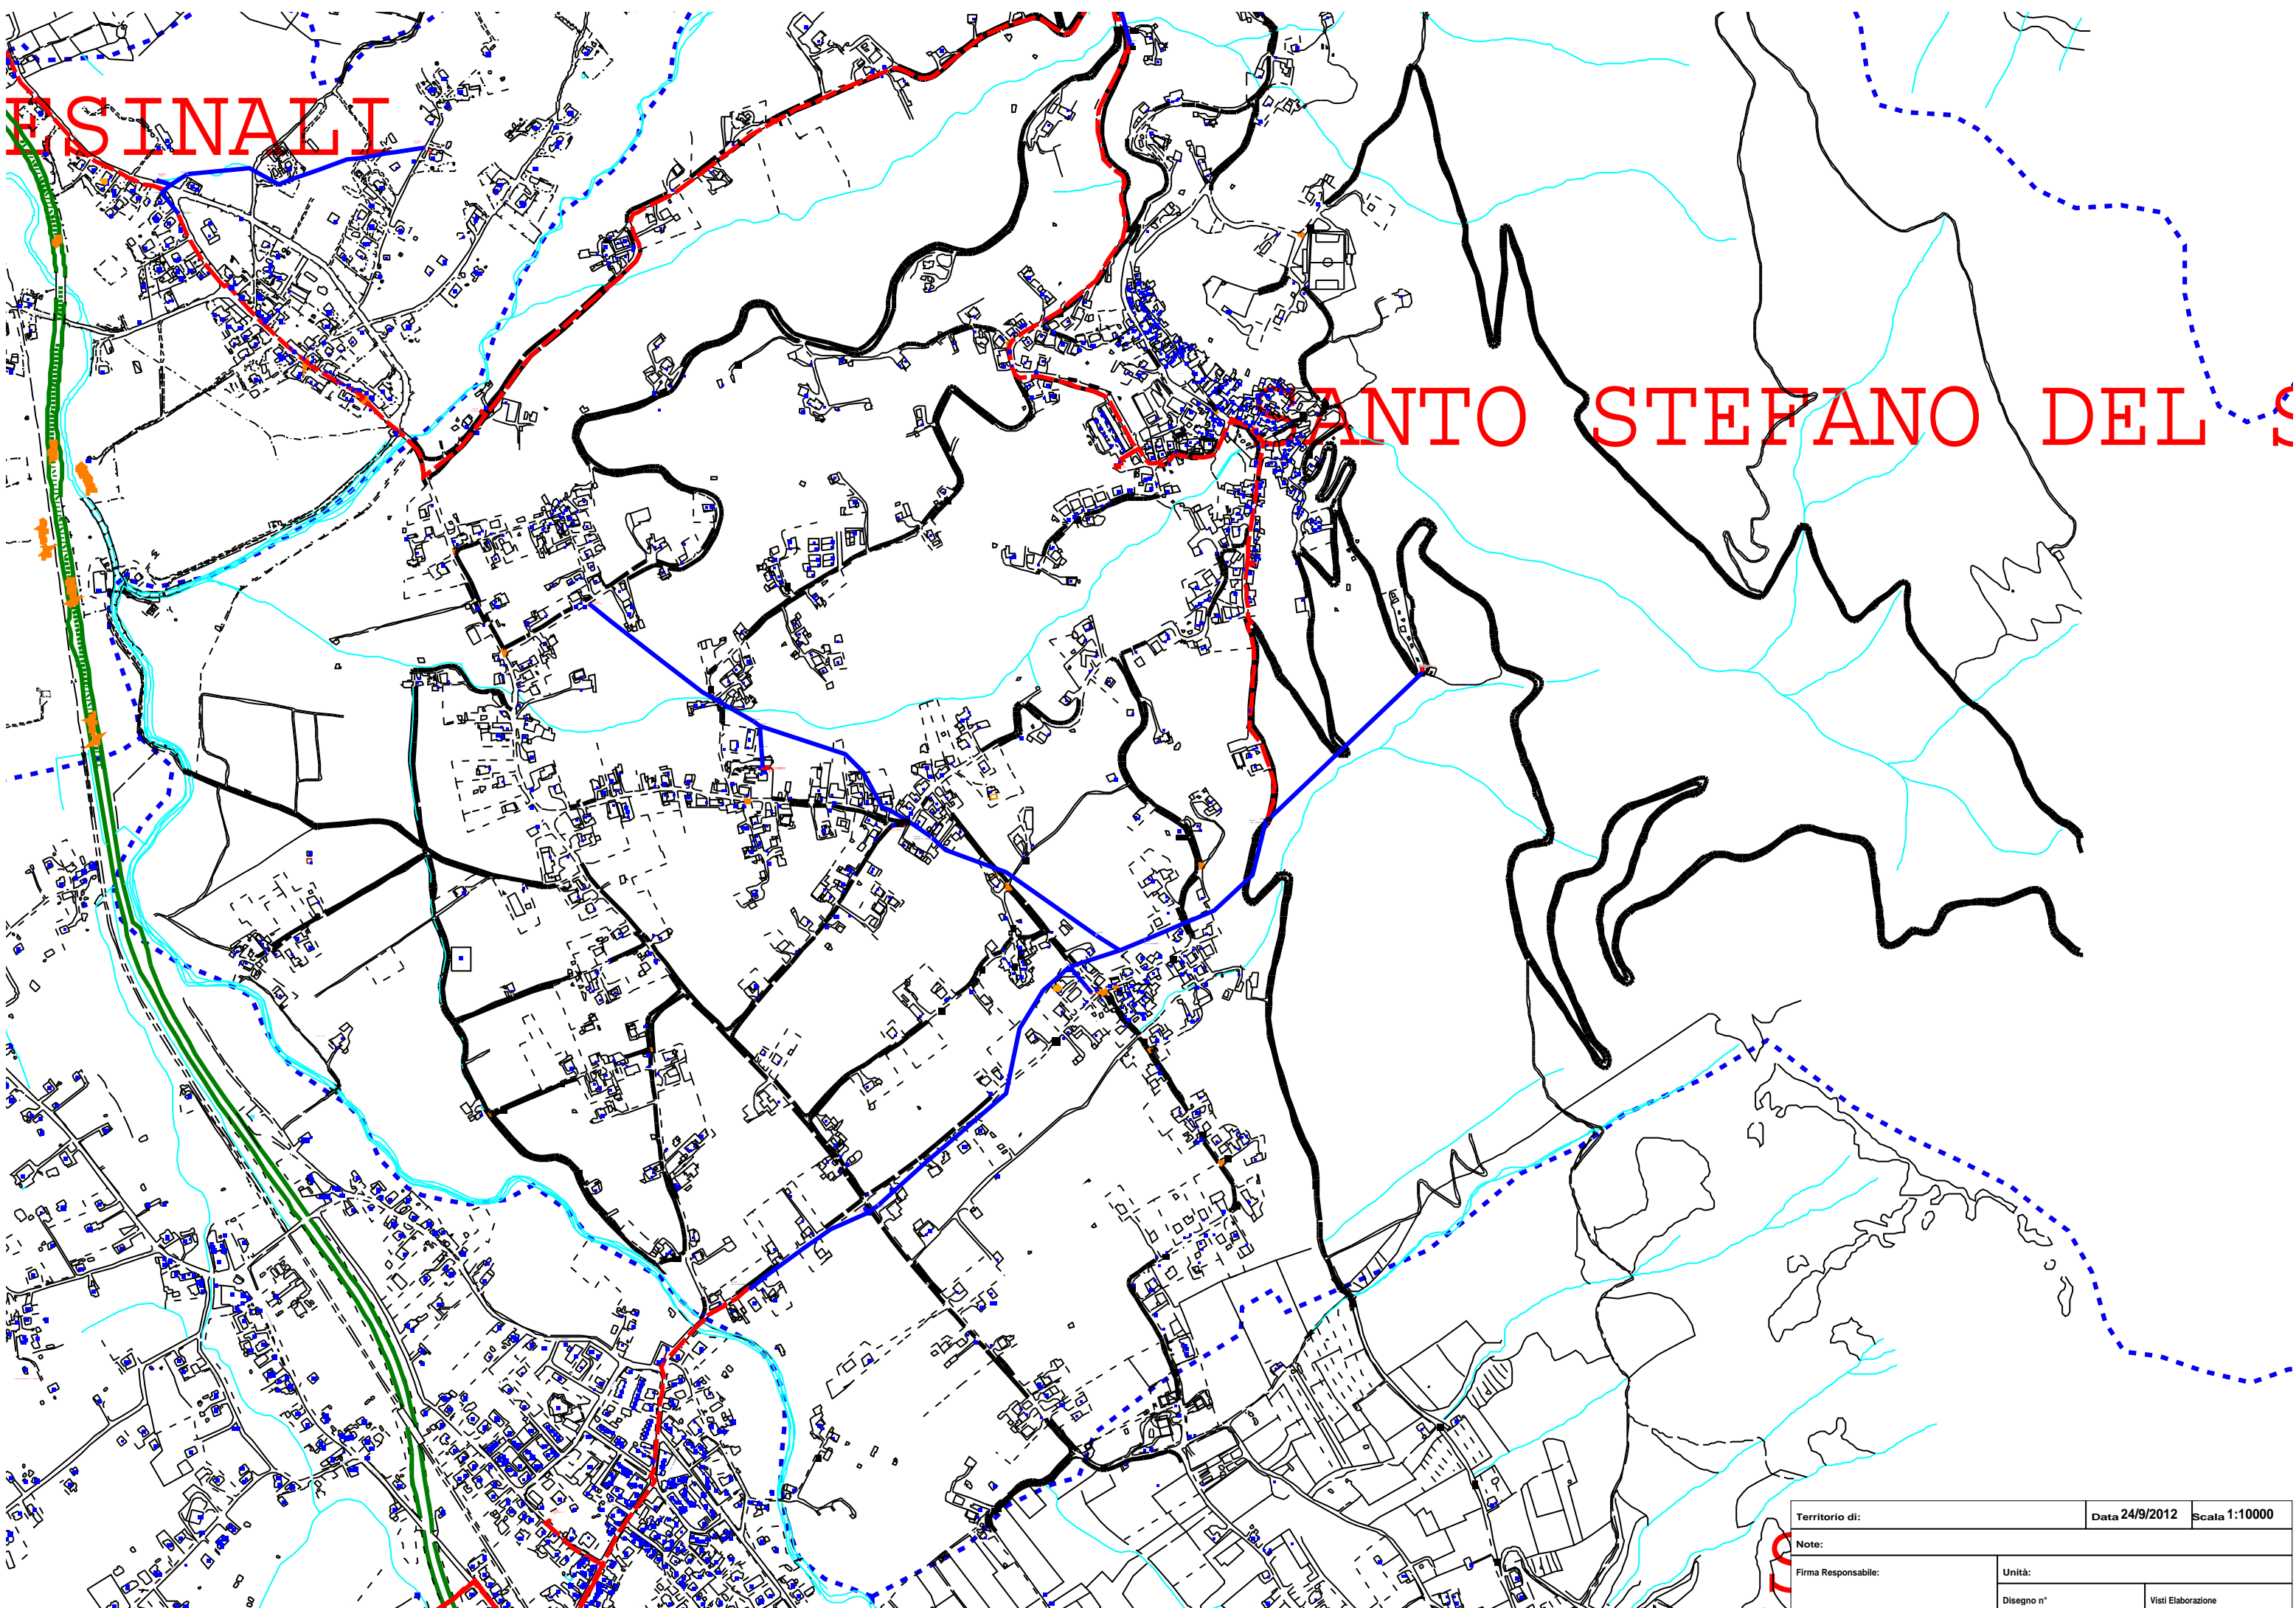 ESINALI
SANTO STEFANO DEL S
Territorio di:
Data 24/9/2012
Scala 1:10000
Note:
Firma Responsabile:
Unità:
Disegno n°
Visti Elaborazione